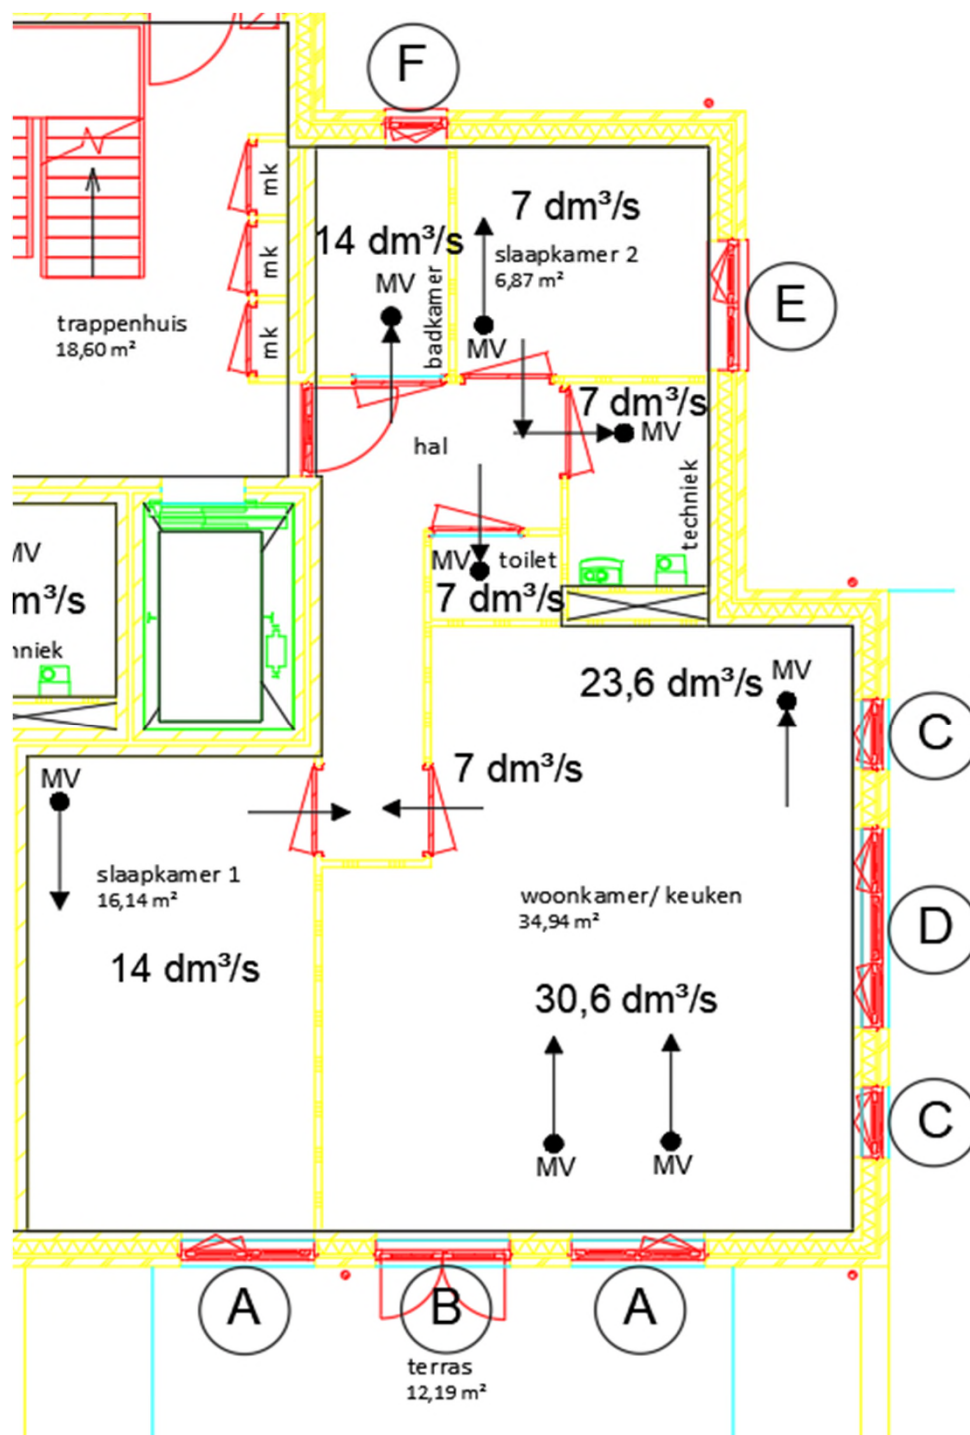 F
7 dm³/s
14 dm³/s
slaapkamer 2
6,87 m²
MV
badkamer
MV
mk
mk
mk
E
trappenhuis
18,60 m²
7 dm³/s
MV
hal
techniek
MV
toilet
7 dm³/s
MV
m³/s
hniek
23,6 dm³/s
MV
C
7 dm³/s
MV
slaapkamer 1
16,14 m²
woonkamer/ keuken
34,94 m²
D
14 dm³/s
30,6 dm³/s
C
MV
MV
A
B
A
terras
12,19 m²